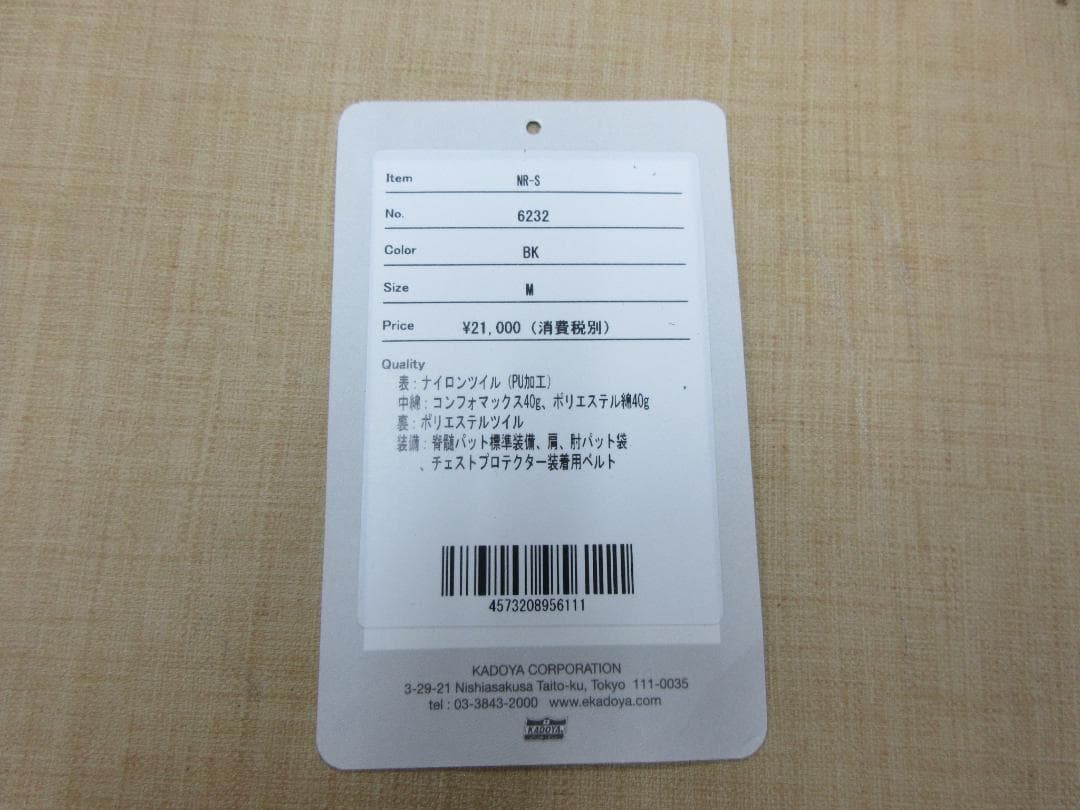 Item NR-S
No. 6232
Color BK
Size M
Price ¥21,000（消費税別）
Quality
表：ナイロンツイル（PU加工）
中綿：コンフォマックス40g、ポリエステル綿40g
裏：ポリエステルツイル
装備：脊髄パット標準装備、肩、肘パット袋
、チェストプロテクター装着用ベルト
4573208956111
KADOYA CORPORATION
3-29-21 Nishiasakusa Taito-ku, Tokyo 111-0035
tel : 03-3843-2000 www.ekadoya.com
KADOYA